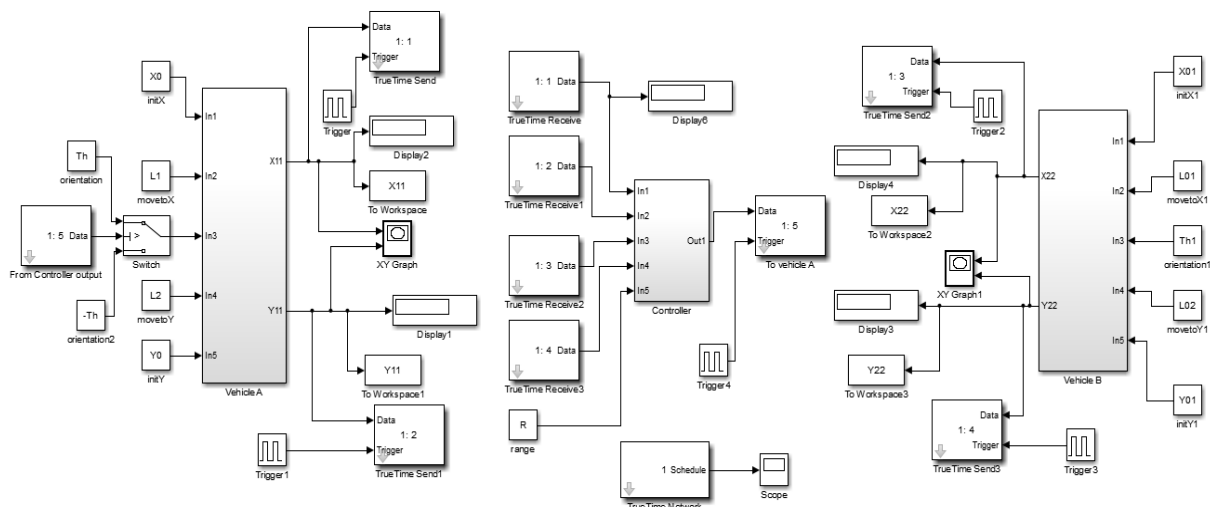 X0
initX
Th
orientation
L1
movetoX
1: 5 Data
From Controller output
>
Switch
-Th
orientation2
L2
movetoY
Y0
initY
In1
In2
In3
In4
In5
X11
Y11
Vehicle A
Data
1: 1
Trigger
TrueTime Send
Trigger
Display2
X11
To Workspace
XY Graph
Display1
Y11
To Workspace1
Data
1: 2
Trigger
TrueTime Send1
Trigger1
1: 1 Data
TrueTime Receive
Display6
1: 2 Data
TrueTime Receive1
1: 3 Data
TrueTime Receive2
1: 4 Data
TrueTime Receive3
R
range
In1
In2
In3
In4
In5
Out1
Controller
Data
1: 5
Trigger
To vehicle A
Trigger4
1 Schedule
TrueTime Network
Scope
Data
1: 3
Trigger
TrueTime Send2
Trigger2
Display4
X22
To Workspace2
XY Graph1
Display3
Y22
To Workspace3
Data
1: 4
Trigger
TrueTime Send3
Trigger3
X22
Y22
In1
In2
In3
In4
In5
Vehicle B
X01
initX1
L01
movetoX1
Th1
orientation1
L02
movetoY1
Y01
initY1